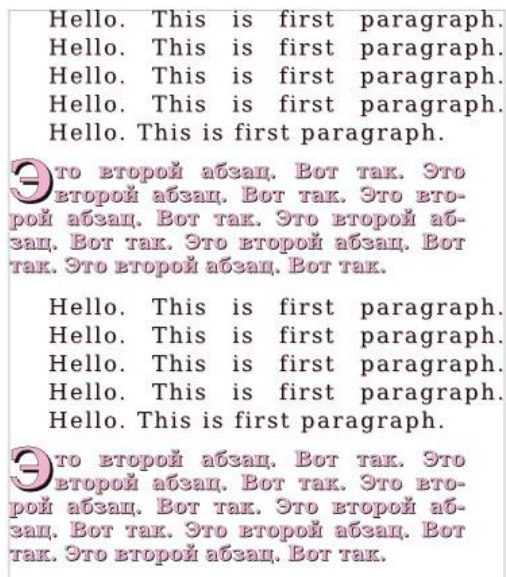 Hello. This is first paragraph.
Hello. This is first paragraph.
Hello. This is first paragraph.
Hello. This is first paragraph.
Hello. This is first paragraph.
Это второй абзац. Вот так. Это
второй абзац. Вот так. Это вто-
рой абзац. Вот так. Это второй аб-
зац. Вот так. Это второй абзац. Вот
так. Это второй абзац. Вот так.
Hello. This is first paragraph.
Hello. This is first paragraph.
Hello. This is first paragraph.
Hello. This is first paragraph.
Hello. This is first paragraph.
Это второй абзац. Вот так. Это
второй абзац. Вот так. Это вто-
рой абзац. Вот так. Это второй аб-
зац. Вот так. Это второй абзац. Вот
так. Это второй абзац. Вот так.